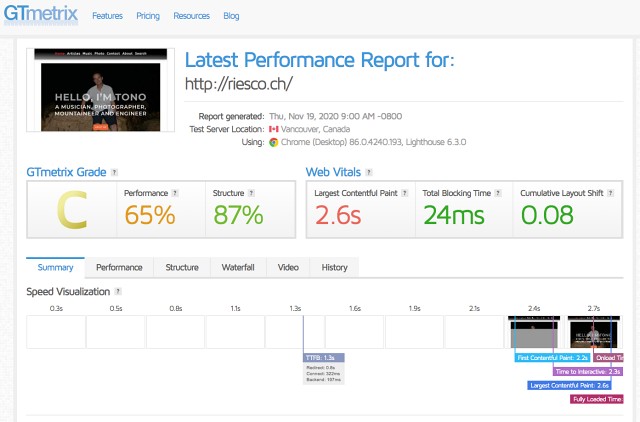 GTmetrix Features Pricing Resources Blog
Home Articles Music Photo Contact About Search
HELLO, I'M TONO
A MUSICIAN, PHOTOGRAPHER,
MOUNTAINEER AND ENGINEER
Latest Performance Report for:
http://riesco.ch/
Report generated: Thu, Nov 19, 2020 9:00 AM -0800
Test Server Location: Vancouver, Canada
Using: Chrome (Desktop) 86.0.4240.193, Lighthouse 6.3.0
GTmetrix Grade ?
C
Performance ?
65%
Structure ?
87%
Web Vitals ?
Largest Contentful Paint ?
2.6s
Total Blocking Time ?
24ms
Cumulative Layout Shift ?
0.08
Summary Performance Structure Waterfall Video History
Speed Visualization ?
0.3s 0.5s 0.8s 1.1s 1.3s 1.6s 1.9s 2.1s 2.4s 2.7s
TTFB: 1.3s
Redirect: 0.8s
Connect: 322ms
Backend: 197ms
First Contentful Paint: 2.2s
Onload Tir
Time to Interactive: 2.3s
Largest Contentful Paint: 2.6s
Fully Loaded Time: